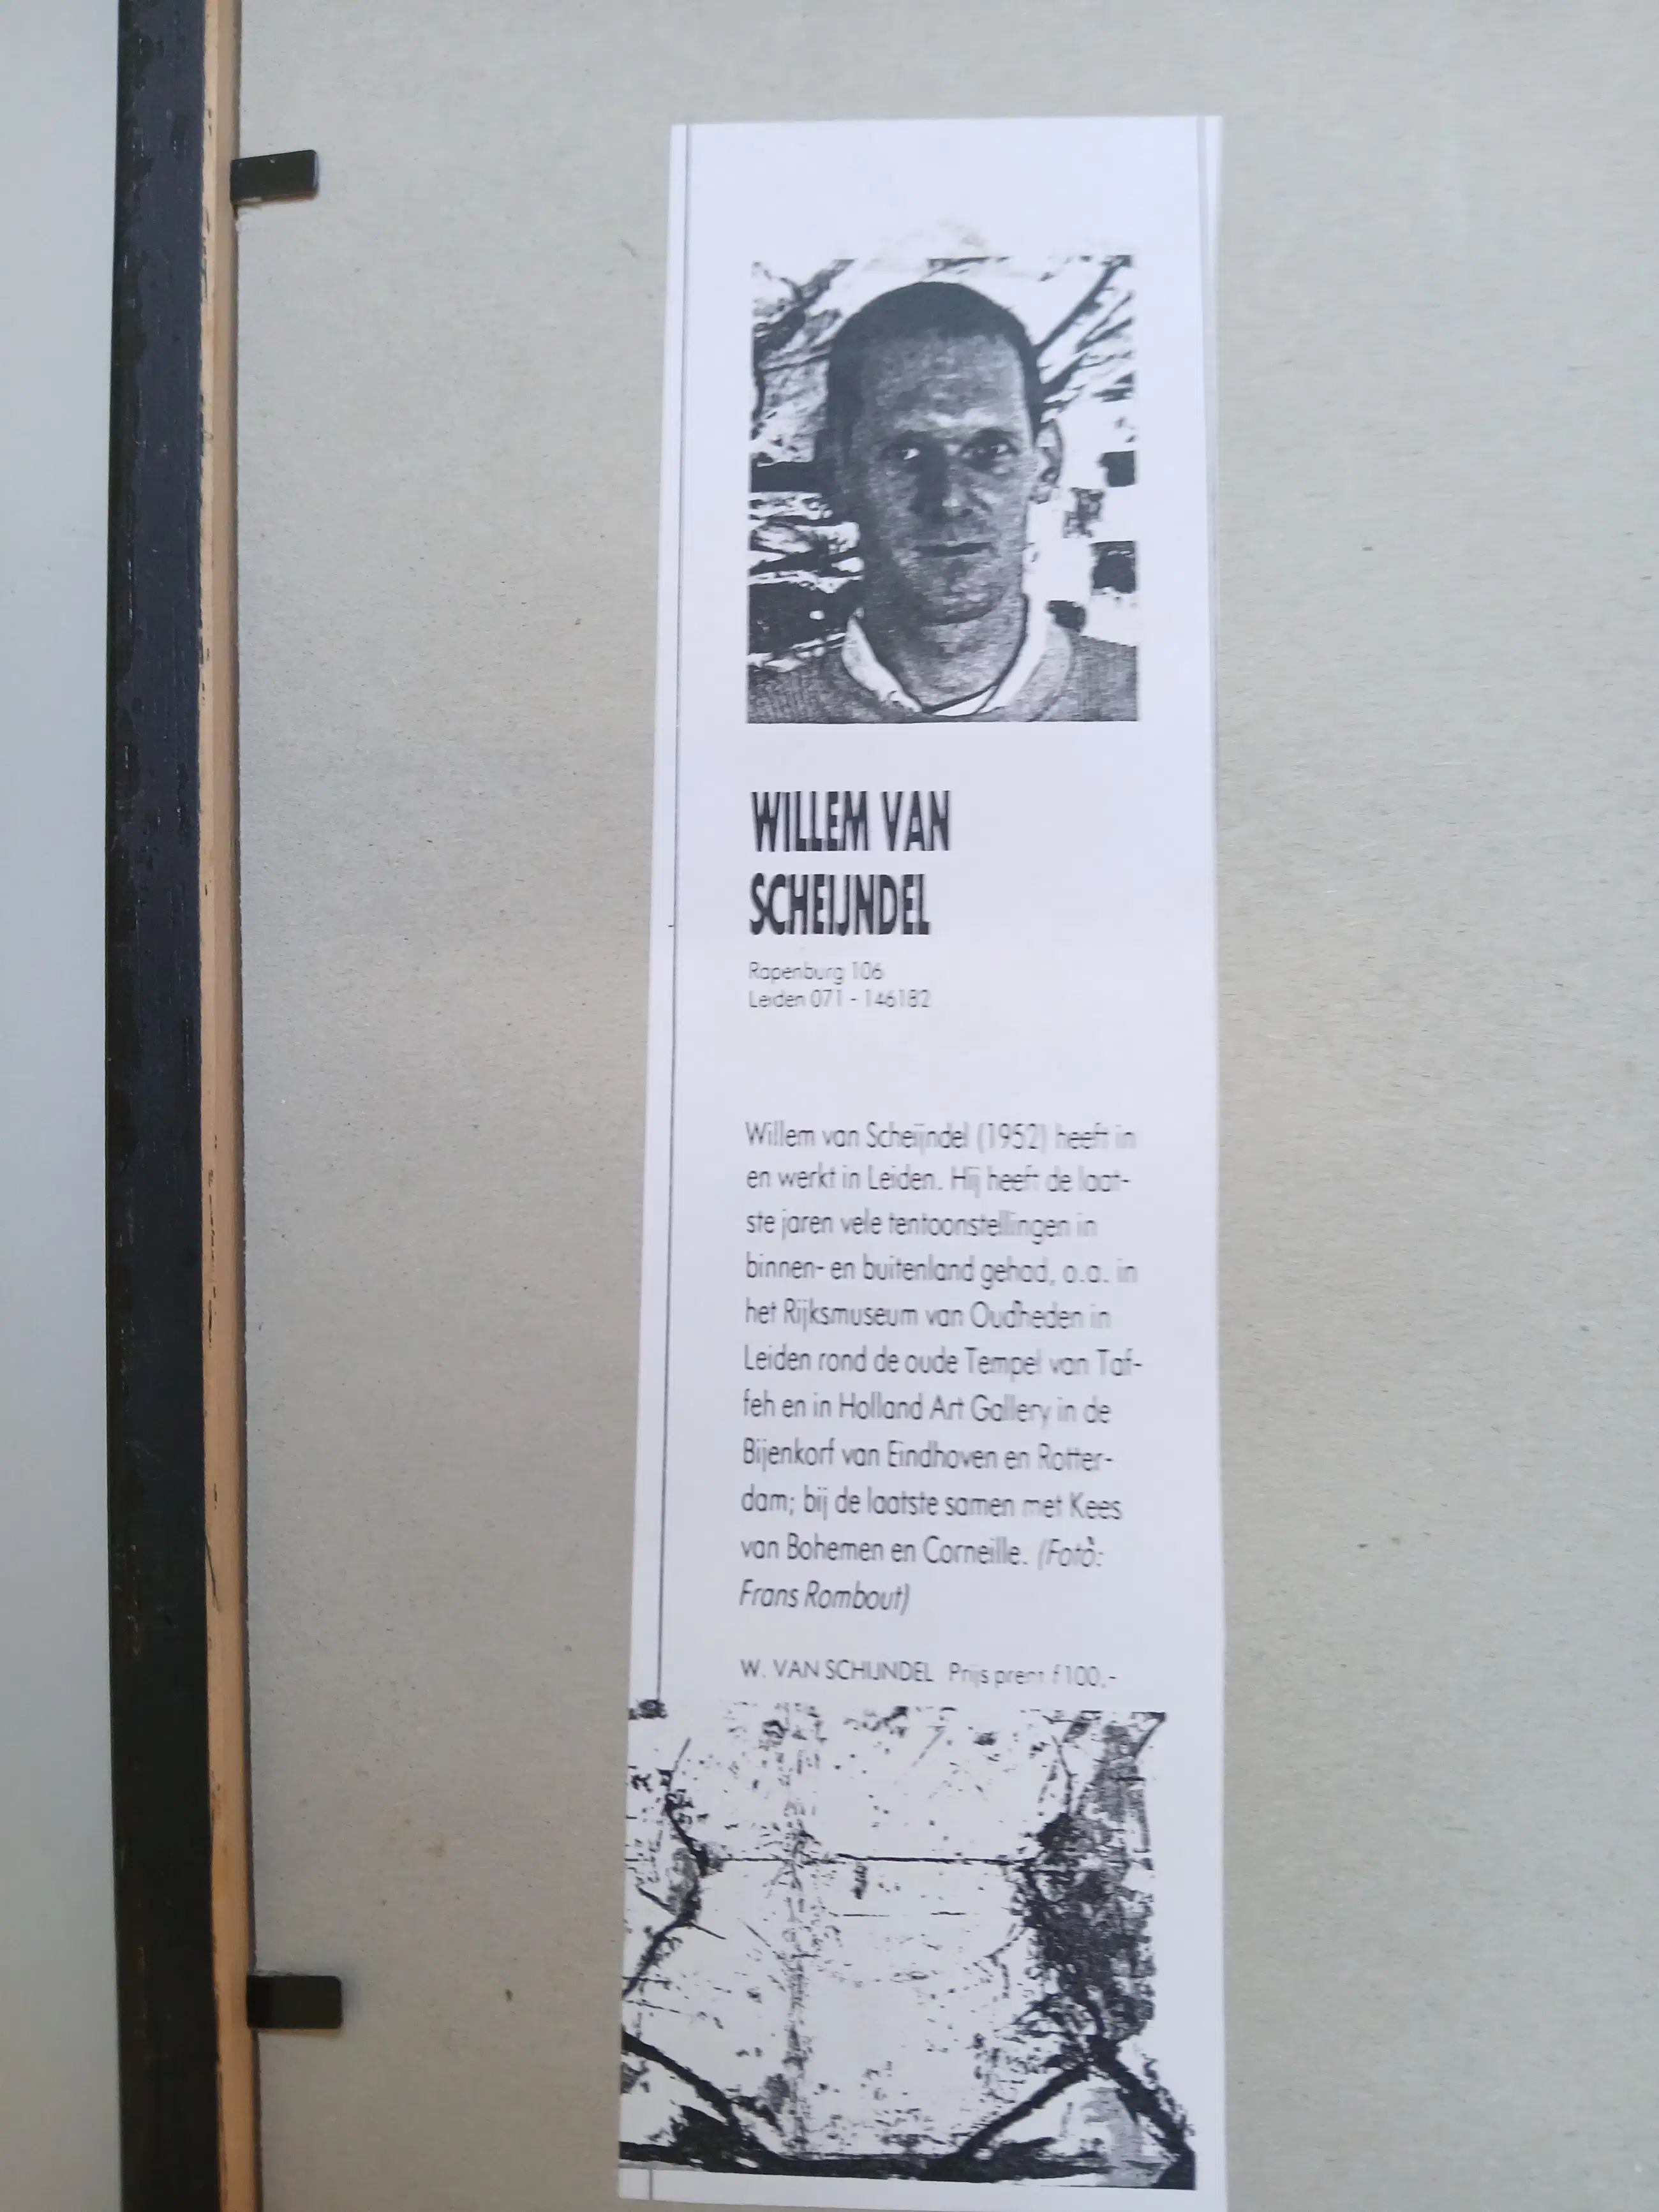 WILLEM VAN
SCHEIJNDEL
Rapenburg 106
Leiden 071 - 146182
Willem van Scheijndel (1952) heeft in
en werkt in Leiden. Hij heeft de laat-
ste jaren vele tentoonstellingen in
binnen- en buitenland gehad, o.a. in
het Rijksmuseum van Oudheden in
Leiden rond de oude Tempel van Taf-
feh en in Holland Art Gallery in de
Bijenkorf van Eindhoven en Rotter-
dam; bij de laatste samen met Kees
van Bohemen en Corneille. (Foto:
Frans Rombout)
W. VAN SCHIJNDEL Prijs prent f 100,-